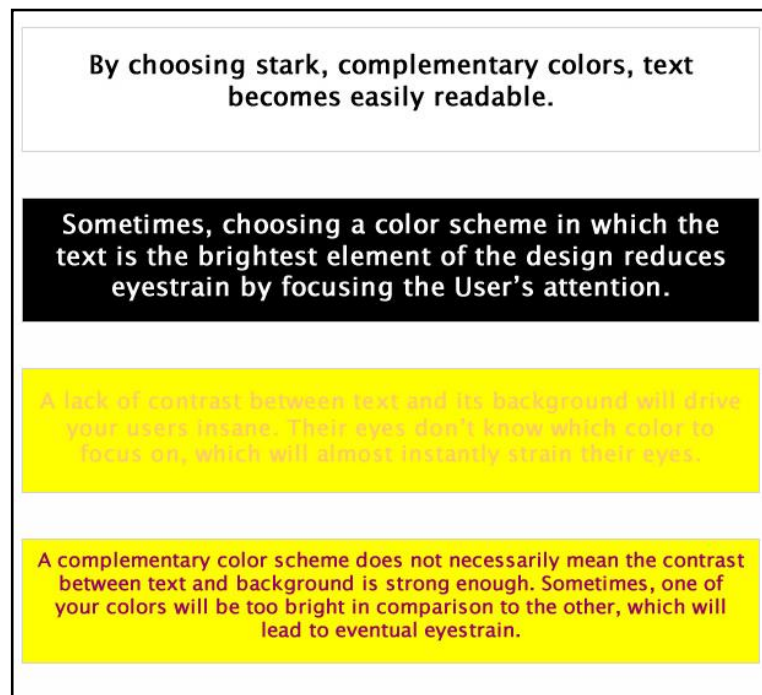 By choosing stark, complementary colors, text
becomes easily readable.
Sometimes, choosing a color scheme in which the
text is the brightest element of the design reduces
eyestrain by focusing the User’s attention.
A lack of contrast between text and its background will drive
your users insane. Their eyes don’t know which color to
focus on, which will almost instantly strain their eyes.
A complementary color scheme does not necessarily mean the contrast
between text and background is strong enough. Sometimes, one of
your colors will be too bright in comparison to the other, which will
lead to eventual eyestrain.